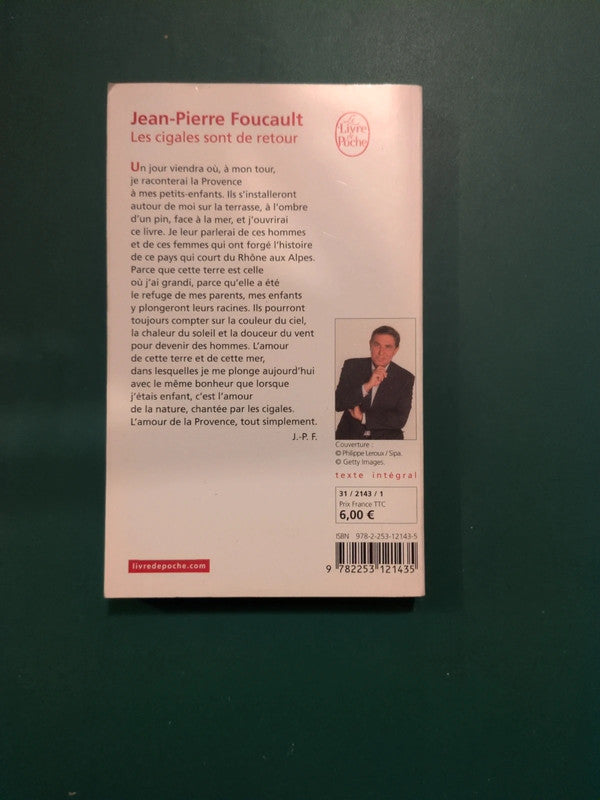 Jean-Pierre Foucault
Les cigales sont de retour
Le
Livre
de
Poche
Un jour viendra où, à mon tour,
je raconterai la Provence
à mes petits-enfants. Ils s'installeront
autour de moi sur la terrasse, à l'ombre
d'un pin, face à la mer, et j'ouvrirai
ce livre. Je leur parlerai de ces hommes
et de ces femmes qui ont forgé l'histoire
de ce pays qui court du Rhône aux Alpes.
Parce que cette terre est celle
où j'ai grandi, parce qu'elle a été
le refuge de mes parents, mes enfants
y plongeront leurs racines. Ils pourront
toujours compter sur la couleur du ciel,
la chaleur du soleil et la douceur du vent
pour devenir des hommes. L'amour
de cette terre et de cette mer,
dans lesquelles je me plonge aujourd'hui
avec le même bonheur que lorsque
j'étais enfant, c'est l'amour
de la nature, chantée par les cigales.
L'amour de la Provence, tout simplement.
J.-P. F.
Couverture :
© Philippe Leroux / Sipa.
© Getty Images.
texte intégral
31 / 2143 / 1
Prix France TTC
6,00 €
ISBN 978-2-253-12143-5
9 782253 121435
livredepoche.com